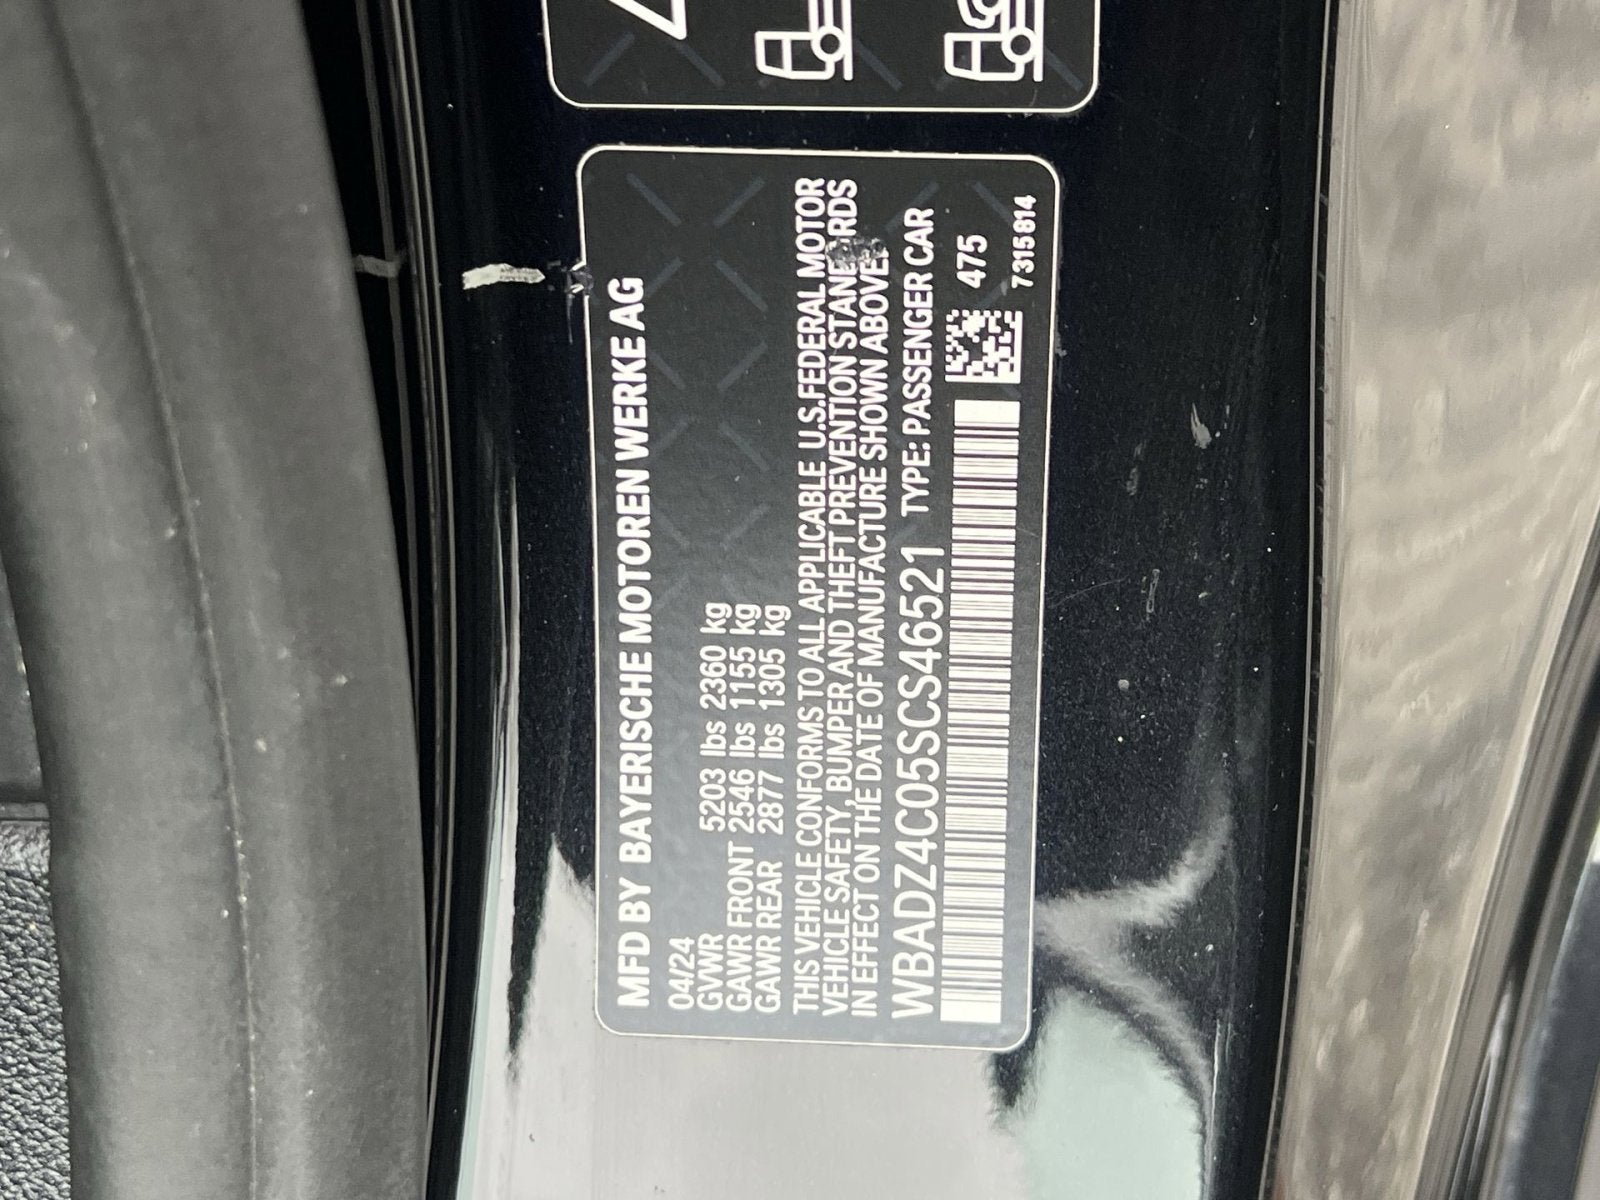 MFD BY BAYERISCHE MOTOREN WERKE AG
04/24
GVWR 5203 lbs 2360 kg
GAWR FRONT 2546 lbs 1155 kg
GAWR REAR 2877 lbs 1305 kg
THIS VEHICLE CONFORMS TO ALL APPLICABLE U.S.FEDERAL MOTOR
VEHICLE SAFETY, BUMPER AND THEFT PREVENTION
IN EFFECT ON THE DATE OF MANUFACTURE SHOWN ABOVE.
WBADZ4C05SCS46521 TYPE: PASSENGER CAR
475
7315814